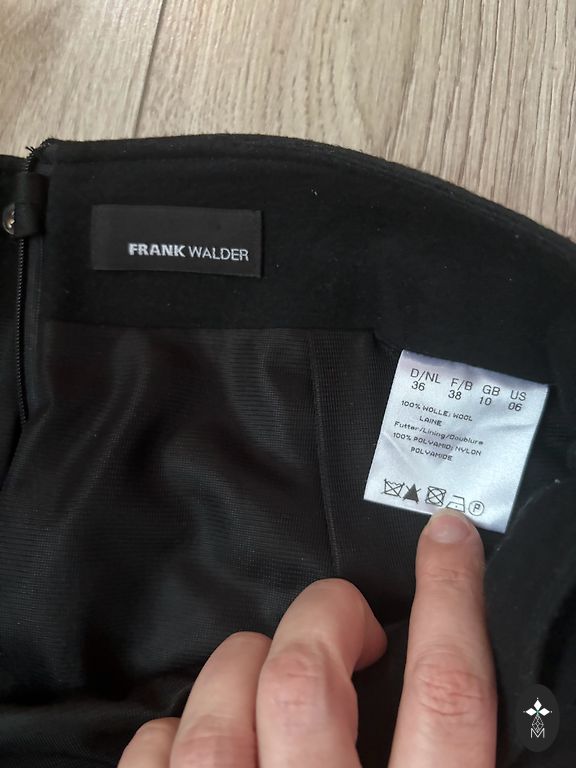 FRANK WALDER
D/NL F/B GB US
36 38 10 06
100% WOLLE; WOOL
LAINE
Futter/Lining/Doublure
100% POLYAMID; NYLON
POLYAMIDE
P
M